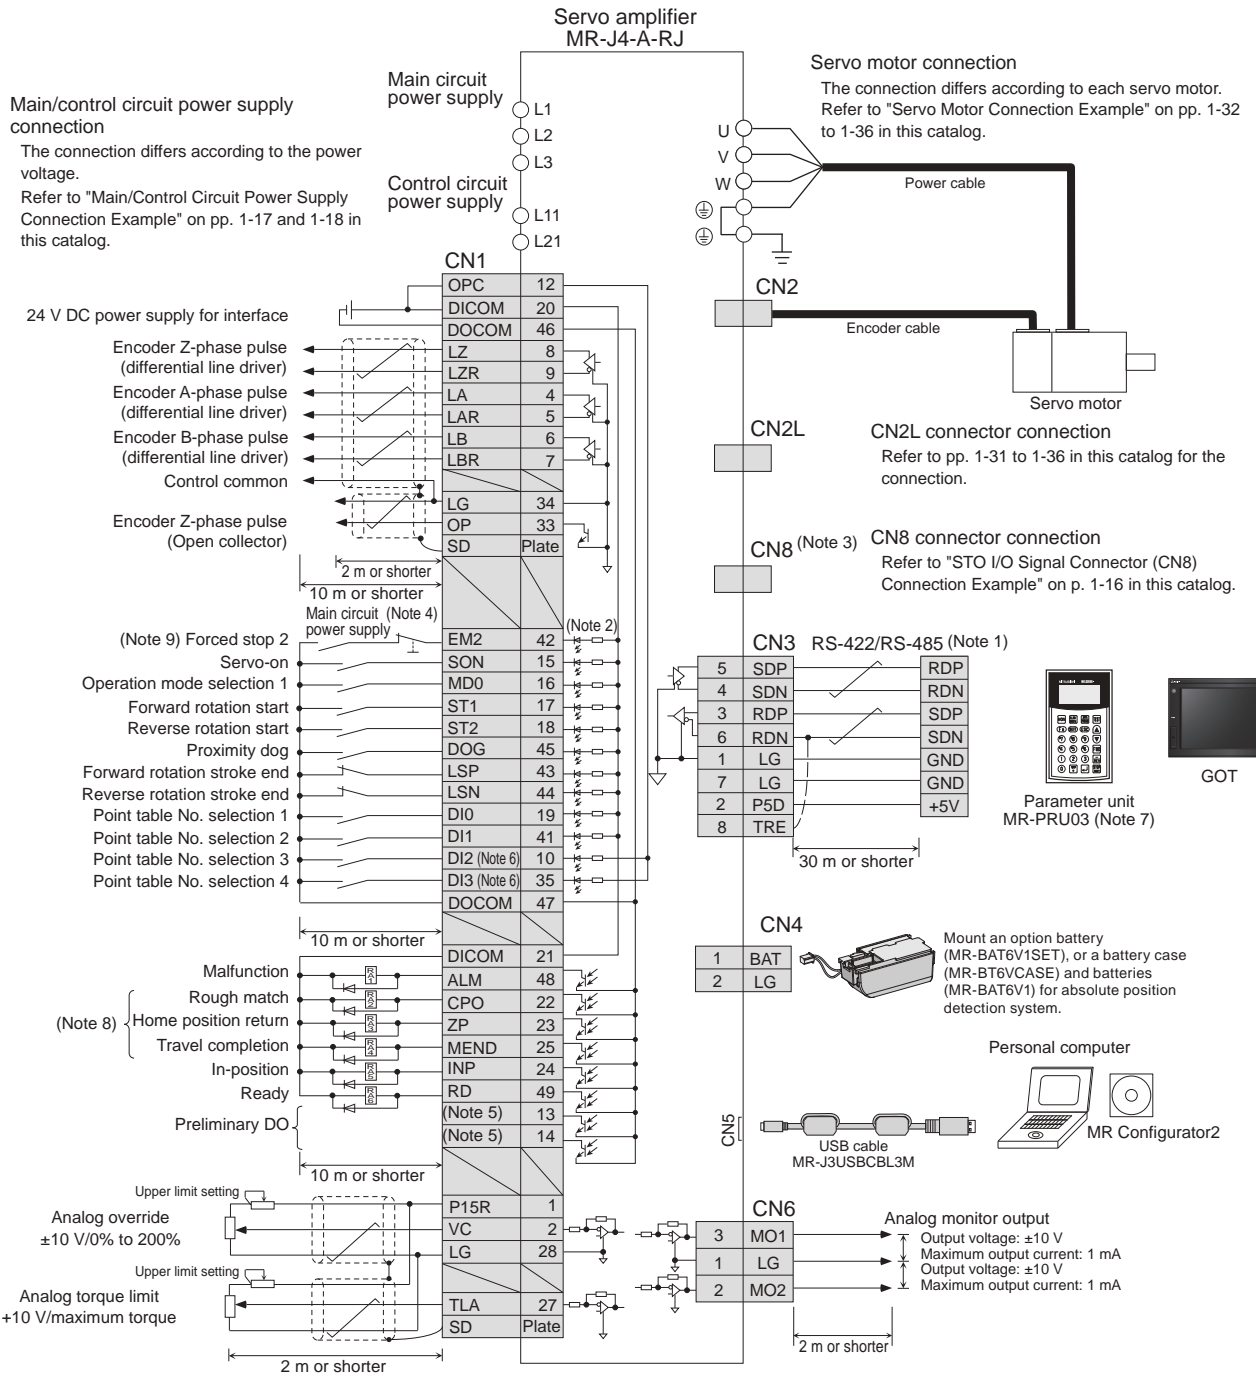 Servo amplifier
MR-J4-A-RJ
Main/control circuit power supply
connection
The connection differs according to the power
voltage.
Refer to "Main/Control Circuit Power Supply
Connection Example" on pp. 1-17 and 1-18 in
this catalog.
Main circuit
power supply
L1
L2
L3
Control circuit
power supply
L11
L21
Servo motor connection
The connection differs according to each servo motor.
Refer to "Servo Motor Connection Example" on pp. 1-32
to 1-36 in this catalog.
U
V
W
Power cable
CN2
Encoder cable
Servo motor
CN2L
CN2L connector connection
Refer to pp. 1-31 to 1-36 in this catalog for the
connection.
CN8 (Note 3)
CN8 connector connection
Refer to "STO I/O Signal Connector (CN8)
Connection Example" on p. 1-16 in this catalog.
CN1
OPC 12
24 V DC power supply for interface
DICOM 20
DOCOM 46
Encoder Z-phase pulse
(differential line driver)
LZ 8
LZR 9
Encoder A-phase pulse
(differential line driver)
LA 4
LAR 5
Encoder B-phase pulse
(differential line driver)
LB 6
LBR 7
Control common
LG 34
Encoder Z-phase pulse
(Open collector)
OP 33
SD Plate
2 m or shorter
10 m or shorter
Main circuit
power supply
(Note 4)
(Note 2)
(Note 9) Forced stop 2 EM2 42
Servo-on SON 15
Operation mode selection 1 MD0 16
Forward rotation start ST1 17
Reverse rotation start ST2 18
Proximity dog DOG 45
Forward rotation stroke end LSP 43
Reverse rotation stroke end LSN 44
Point table No. selection 1 DI0 19
Point table No. selection 2 DI1 41
Point table No. selection 3 DI2 (Note 6) 10
Point table No. selection 4 DI3 (Note 6) 35
DOCOM 47
10 m or shorter
DICOM 21
Malfunction RA1 ALM 48
(Note 8)
Rough match RA2 CPO 22
Home position return RA3 ZP 23
Travel completion RA4 MEND 25
In-position RA5 INP 24
Ready RA6 RD 49
Preliminary DO
(Note 5) 13
(Note 5) 14
10 m or shorter
Upper limit setting
Analog override
±10 V/0% to 200%
P15R 1
VC 2
LG 28
Upper limit setting
Analog torque limit
+10 V/maximum torque
TLA 27
SD Plate
2 m or shorter
CN3 RS-422/RS-485 (Note 1)
5 SDP RDP
4 SDN RDN
3 RDP SDP
6 RDN SDN
1 LG GND
7 LG GND
2 P5D +5V
8 TRE
30 m or shorter
Parameter unit
MR-PRU03 (Note 7)
GOT
CN4
1 BAT
2 LG
Mount an option battery
(MR-BAT6V1SET), or a battery case
(MR-BT6VCASE) and batteries
(MR-BAT6V1) for absolute position
detection system.
Personal computer
CN5
USB cable
MR-J3USBCBL3M
MR Configurator2
CN6
3 MO1
1 LG
2 MO2
Analog monitor output
Output voltage: ±10 V
Maximum output current: 1 mA
Output voltage: ±10 V
Maximum output current: 1 mA
2 m or shorter